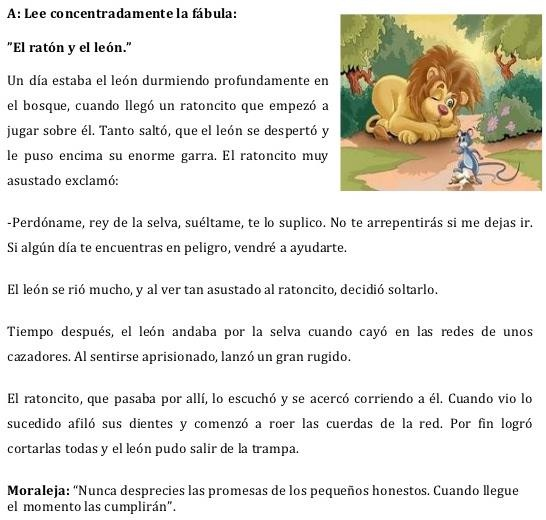 A: Lee concentradamente la fábula:
”El ratón y el león.”
Un día estaba el león durmiendo profundamente en
el bosque, cuando llegó un ratoncito que empezó a
jugar sobre él. Tanto saltó, que el león se despertó y
le puso encima su enorme garra. El ratoncito muy
asustado exclamó:
-Perdóname, rey de la selva, suéltame, te lo suplico. No te arrepentirás si me dejas ir.
Si algún día te encuentras en peligro, vendré a ayudarte.
El león se rió mucho, y al ver tan asustado al ratoncito, decidió soltarlo.
Tiempo después, el león andaba por la selva cuando cayó en las redes de unos
cazadores. Al sentirse aprisionado, lanzó un gran rugido.
El ratoncito, que pasaba por allí, lo escuchó y se acercó corriendo a él. Cuando vio lo
sucedido afiló sus dientes y comenzó a roer las cuerdas de la red. Por fin logró
cortarlas todas y el león pudo salir de la trampa.
Moraleja: “Nunca desprecies las promesas de los pequeños honestos. Cuando llegue
el momento las cumplirán”.